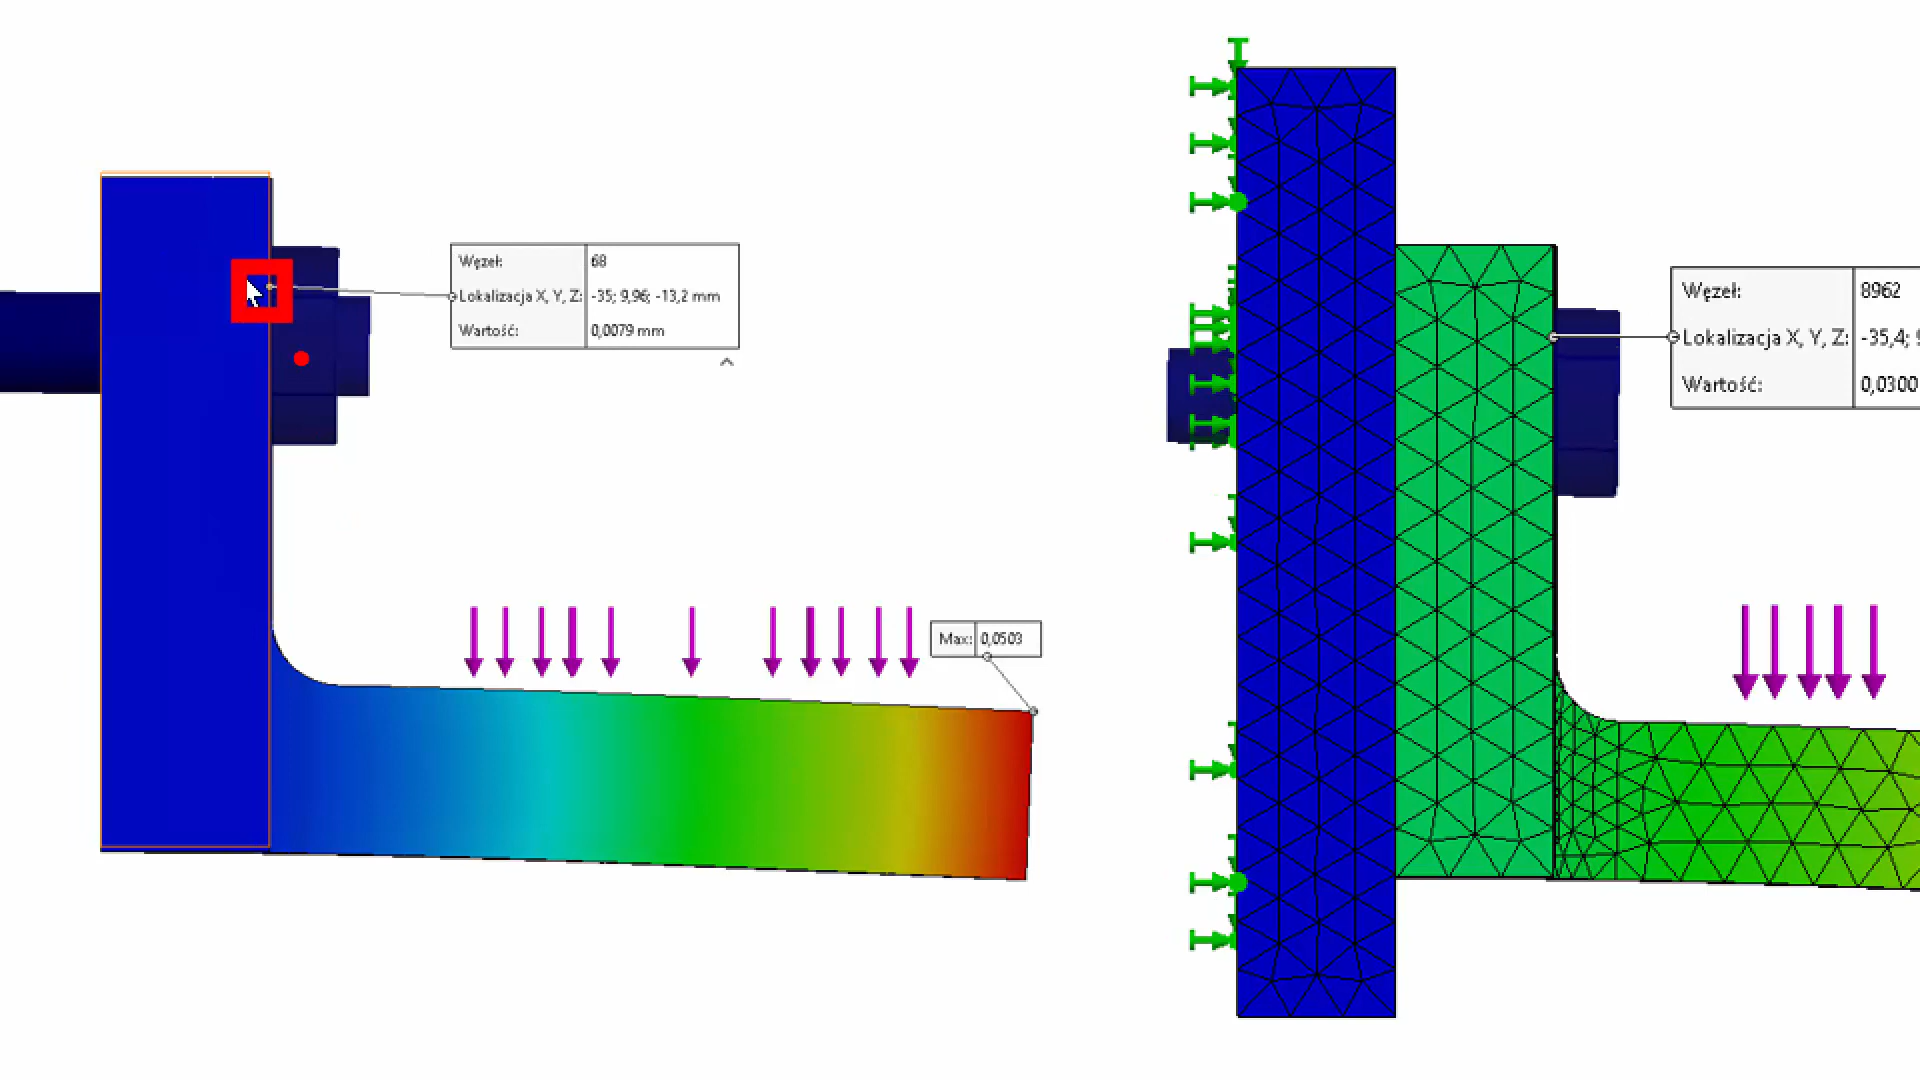 Węzeł: 68
Lokalizacja X, Y, Z: -35; 9,96; -13,2 mm
Wartość: 0,0079 mm
Max: 0,0503
Węzeł: 8962
Lokalizacja X, Y, Z: -35,4;
Wartość: 0,0300